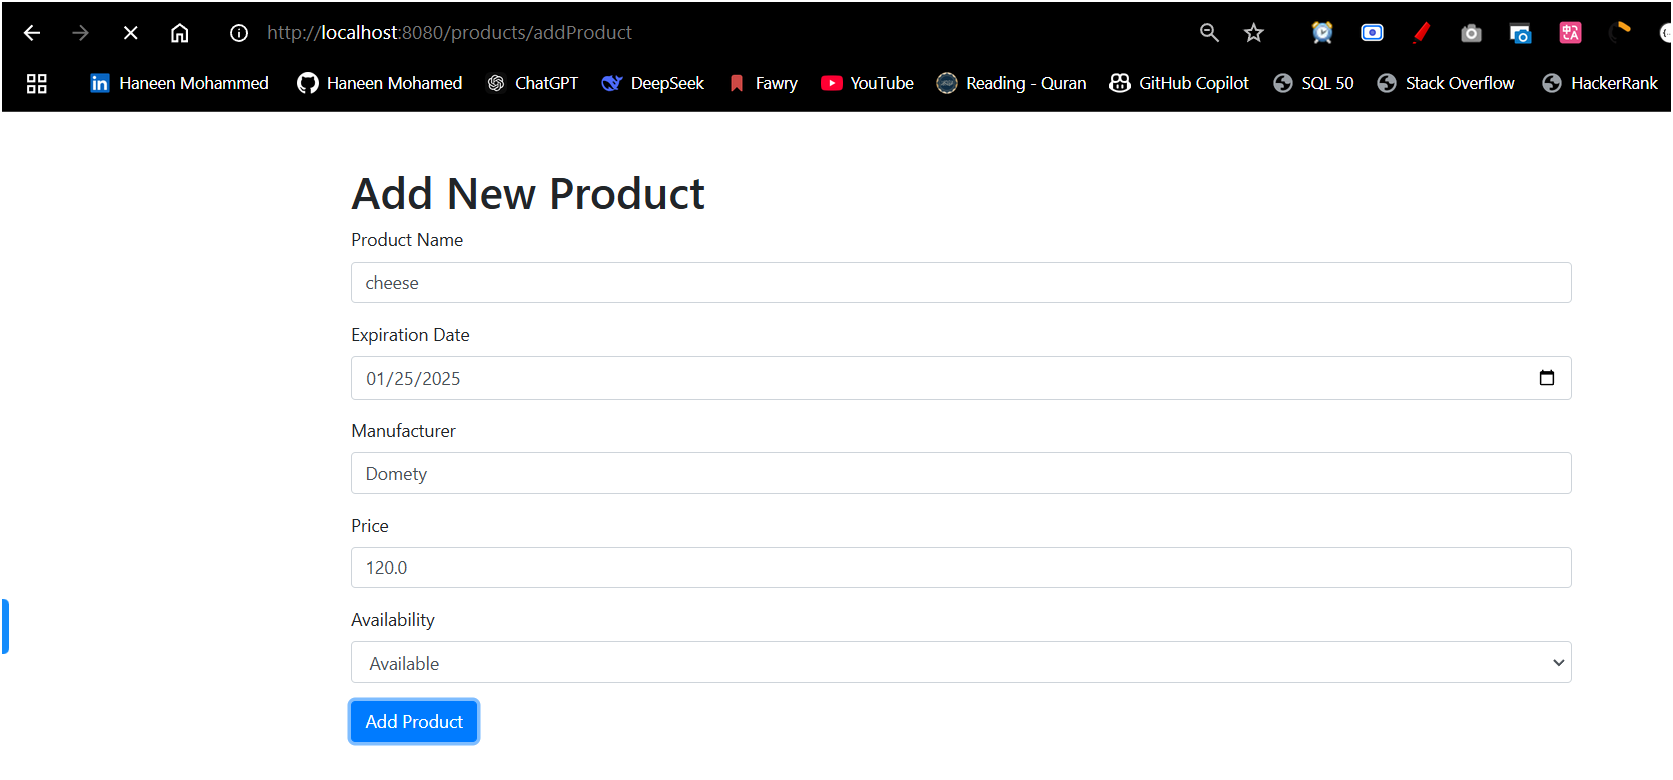 http://localhost:8080/products/addProduct
Haneen Mohammed Haneen Mohamed ChatGPT DeepSeek Fawry YouTube Reading - Quran GitHub Copilot SQL 50 Stack Overflow HackerRank
Add New Product
Product Name
cheese
Expiration Date
01/25/2025
Manufacturer
Domety
Price
120.0
Availability
Available
Add Product